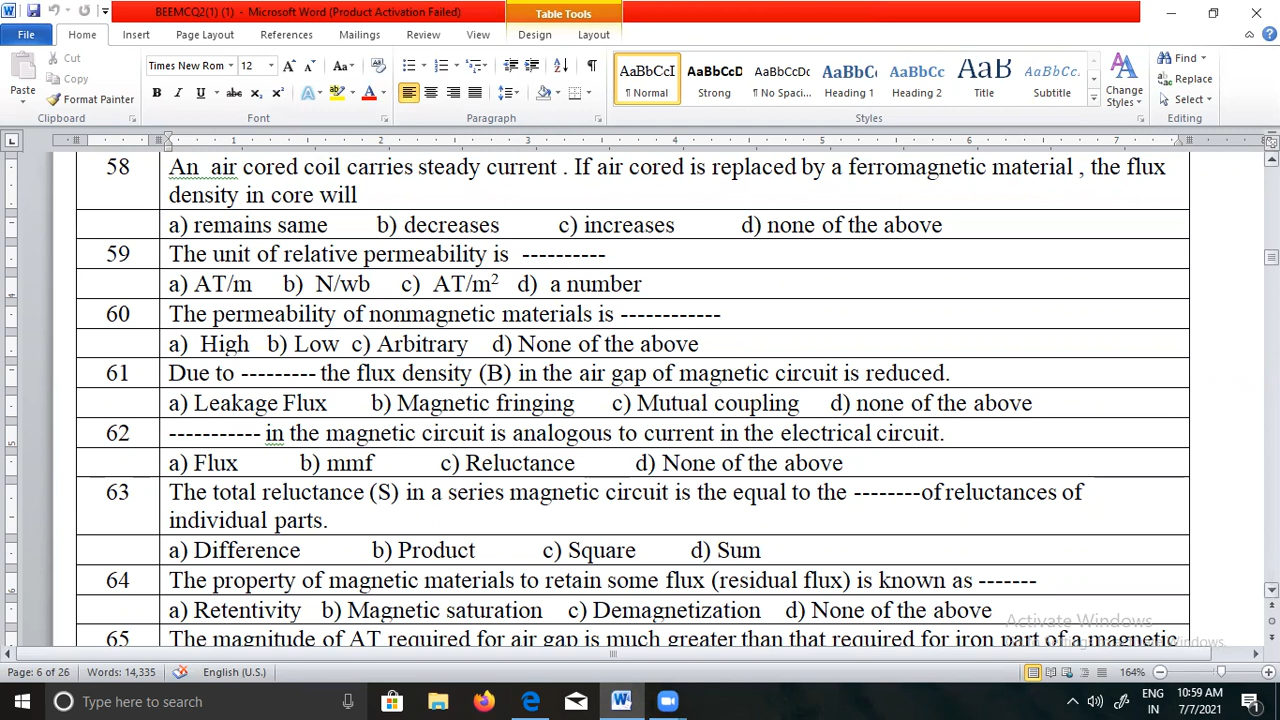 BEEMCQ2(1) (1) - Microsoft Word (Product Activation Failed)
Table Tools
File Home Insert Page Layout References Mailings Review View Design Layout
Paste
Cut
Copy
Format Painter
Clipboard
Times New Rom 12
Font
Paragraph
AaBbCcI AaBbCcD AaBbCcDc AaBbC AaBbCc AaB AaBbCc.
¶ Normal Strong ¶ No Spaci... Heading 1 Heading 2 Title Subtitle
Change Styles
Styles
Find
Replace
Select
Editing
1 2 3 4 5 6 7
58 An air cored coil carries steady current . If air cored is replaced by a ferromagnetic material , the flux
density in core will
a) remains same b) decreases c) increases d) none of the above
59 The unit of relative permeability is ----------
a) AT/m b) N/wb c) AT/m² d) a number
60 The permeability of nonmagnetic materials is ------------
a) High b) Low c) Arbitrary d) None of the above
61 Due to --------- the flux density (B) in the air gap of magnetic circuit is reduced.
a) Leakage Flux b) Magnetic fringing c) Mutual coupling d) none of the above
62 ----------- in the magnetic circuit is analogous to current in the electrical circuit.
a) Flux b) mmf c) Reluctance d) None of the above
63 The total reluctance (S) in a series magnetic circuit is the equal to the --------of reluctances of
individual parts.
a) Difference b) Product c) Square d) Sum
64 The property of magnetic materials to retain some flux (residual flux) is known as -------
a) Retentivity b) Magnetic saturation c) Demagnetization d) None of the above
65 The magnitude of AT required for air gap is much greater than that required for iron part of a magnetic
Activate Windows
Page: 6 of 26 Words: 14,335 English (U.S.) 164%
Type here to search
ENG
IN
10:59 AM
7/7/2021